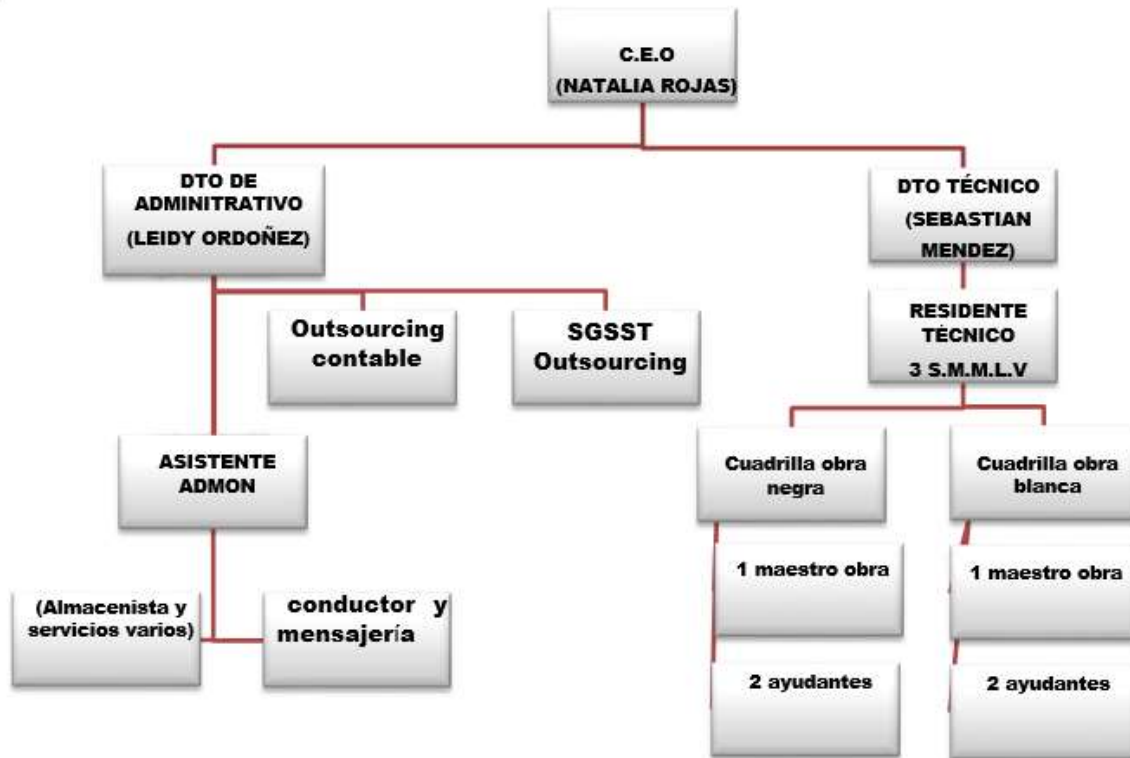 C.E.O
(NATALIA ROJAS)
DTO DE
ADMINITRATIVO
(LEIDY ORDOÑEZ)
DTO TÉCNICO
(SEBASTIAN
MENDEZ)
Outsourcing
contable
SGSST
Outsourcing
RESIDENTE
TÉCNICO
3 S.M.M.L.V
ASISTENTE
ADMON
Cuadrilla obra
negra
Cuadrilla obra
blanca
1 maestro obra
1 maestro obra
(Almacenista y
servicios varios)
conductor y
mensajería
2 ayudantes
2 ayudantes